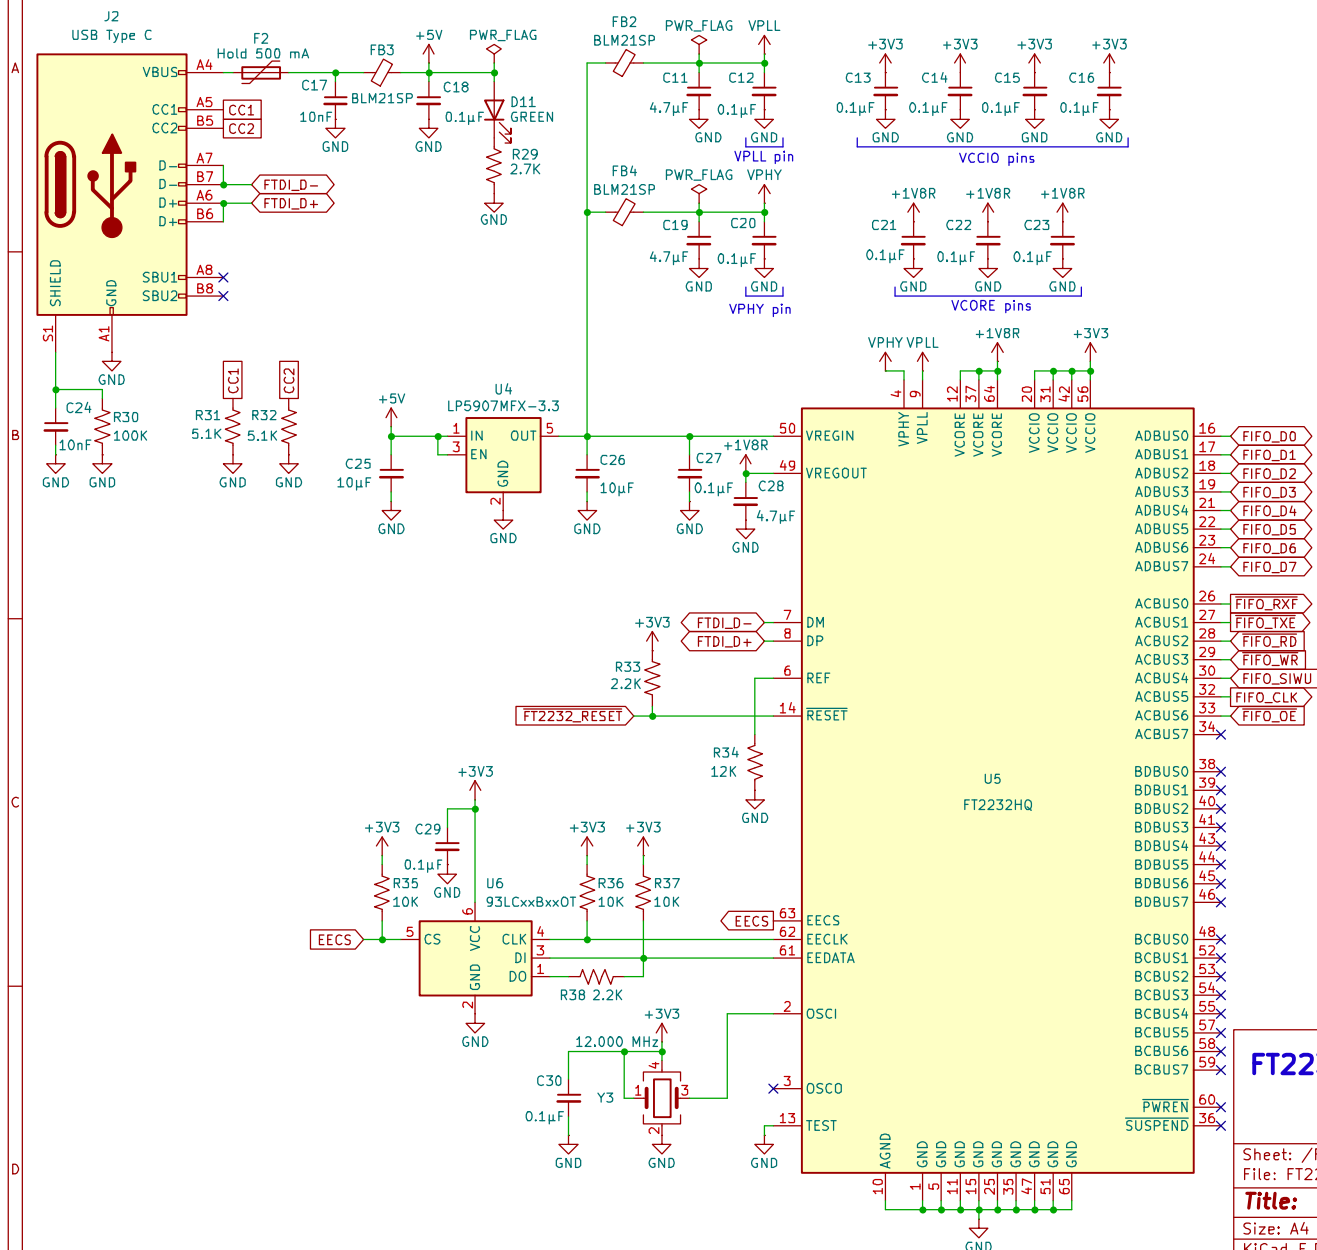 J2
USB Type C
VBUS A4
CC1 A5 CC1
CC2 B5 CC2
D- A7
D- B7 FTDI_D-
D+ A6 FTDI_D+
D+ B6
SBU1 A8
SBU2 B8
SHIELD
GND
S1
A1
GND
F2
Hold 500 mA
C17
10nF
GND
FB3
BLM21SP
+5V
C18
0.1µF
GND
PWR_FLAG
D11
GREEN
R29
2.7K
GND
FB2
BLM21SP
PWR_FLAG
VPLL
C11
4.7µF
GND
C12
0.1µF
GND
VPLL pin
FB4
BLM21SP
PWR_FLAG
VPHY
C19
4.7µF
GND
C20
0.1µF
GND
VPHY pin
+3V3 +3V3 +3V3 +3V3
C13 C14 C15 C16
0.1µF 0.1µF 0.1µF 0.1µF
GND GND GND GND
VCCIO pins
+1V8R +1V8R +1V8R
C21 C22 C23
0.1µF 0.1µF 0.1µF
GND GND GND
VCORE pins
C24
10nF
GND
R30
100K
GND
CC1
R31
5.1K
GND
CC2
R32
5.1K
GND
+5V
C25
10µF
GND
U4
LP5907MFX-3.3
1 IN OUT 5
3 EN
GND
2
GND
C26
10µF
GND
C27
0.1µF
GND
+1V8R
C28
4.7µF
GND
VPHY VPLL +1V8R +3V3
4 9 12 37 64 20 31 42 56
VPHY VPLL VCORE VCORE VCORE VCCIO VCCIO VCCIO VCCIO
50 VREGIN
49 VREGOUT
FTDI_D- 7 DM
FTDI_D+ 8 DP
6 REF
+3V3
R33
2.2K
FT2232_RESET 14 RESET
R34
12K
GND
U5
FT2232HQ
ADBUS0 16 FIFO_D0
ADBUS1 17 FIFO_D1
ADBUS2 18 FIFO_D2
ADBUS3 19 FIFO_D3
ADBUS4 21 FIFO_D4
ADBUS5 22 FIFO_D5
ADBUS6 23 FIFO_D6
ADBUS7 24 FIFO_D7
ACBUS0 26 FIFO_RXF
ACBUS1 27 FIFO_TXE
ACBUS2 28 FIFO_RD
ACBUS3 29 FIFO_WR
ACBUS4 30 FIFO_SIWU
ACBUS5 32 FIFO_CLK
ACBUS6 33 FIFO_OE
ACBUS7 34
BDBUS0 38
BDBUS1 39
BDBUS2 40
BDBUS3 41
BDBUS4 43
BDBUS5 44
BDBUS6 45
BDBUS7 46
BCBUS0 48
BCBUS1 52
BCBUS2 53
BCBUS3 54
BCBUS4 55
BCBUS5 57
BCBUS6 58
BCBUS7 59
PWREN 60
SUSPEND 36
+3V3
C29
0.1µF
GND
+3V3
R35
10K
EECS
U6
93LCxxBxxOT
5 CS
6
VCC
CLK 4
DI 3
DO 1
GND
2
GND
+3V3
R36
10K
+3V3
R37
10K
R38 2.2K
EECS 63 EECS
62 EECLK
61 EEDATA
2 OSCI
3 OSCO
13 TEST
GND
+3V3
12.000 MHz
C30
0.1µF
GND
Y3
1
4
3
2
GND
AGND GND GND GND GND GND GND GND GND GND
10 1 5 11 15 25 35 47 51 65
GND
A
B
C
D
FT22
Sheet: /
File: FT2
Title:
Size: A4